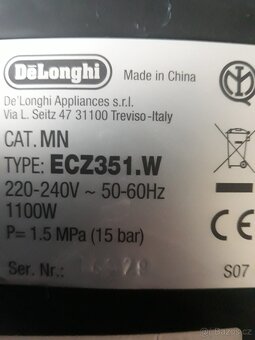 DeLonghi
Made in China
De'Longhi Appliances s.r.l.
Via L. Seitz 47 31100 Treviso-Italy
CAT. MN
TYPE: ECZ351.W
220-240V ~ 50-60Hz
1100W
P= 1.5 MPa (15 bar)
CE
Ser. Nr.:
S07